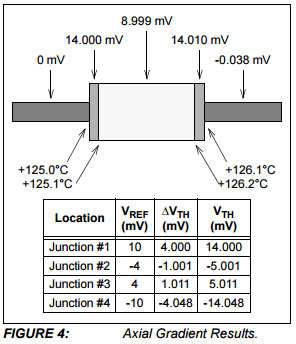 8.999 mV
14.000 mV 14.010 mV
0 mV -0.038 mV
+125.0°C +126.1°C
+125.1°C +126.2°C
Location VREF (mV) ΔVTH (mV) VTH (mV)
Junction #1 10 4.000 14.000
Junction #2 -4 -1.001 -5.001
Junction #3 4 1.011 5.011
Junction #4 -10 -4.048 -14.048
FIGURE 4: Axial Gradient Results.